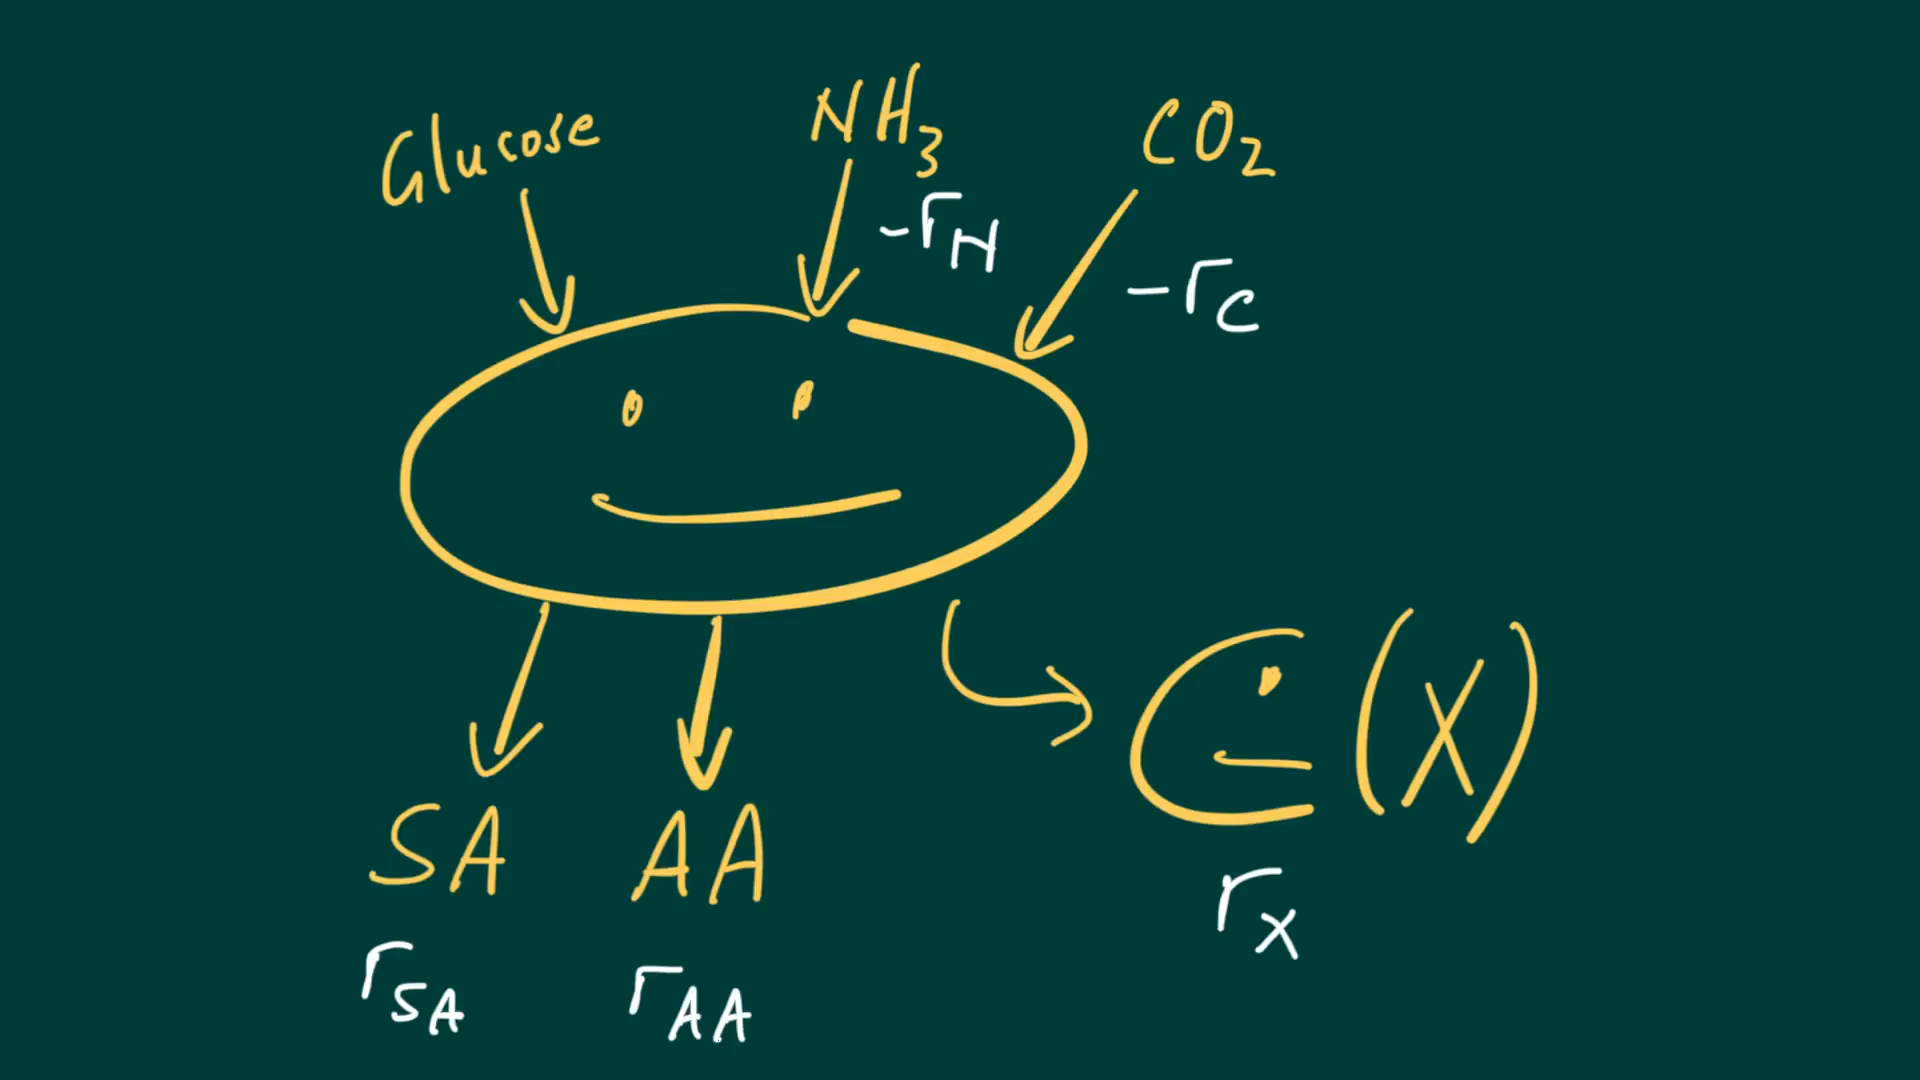 Glucose NH3 CO2
-rH -rC
(X)
SA AA
rX
rSA rAA